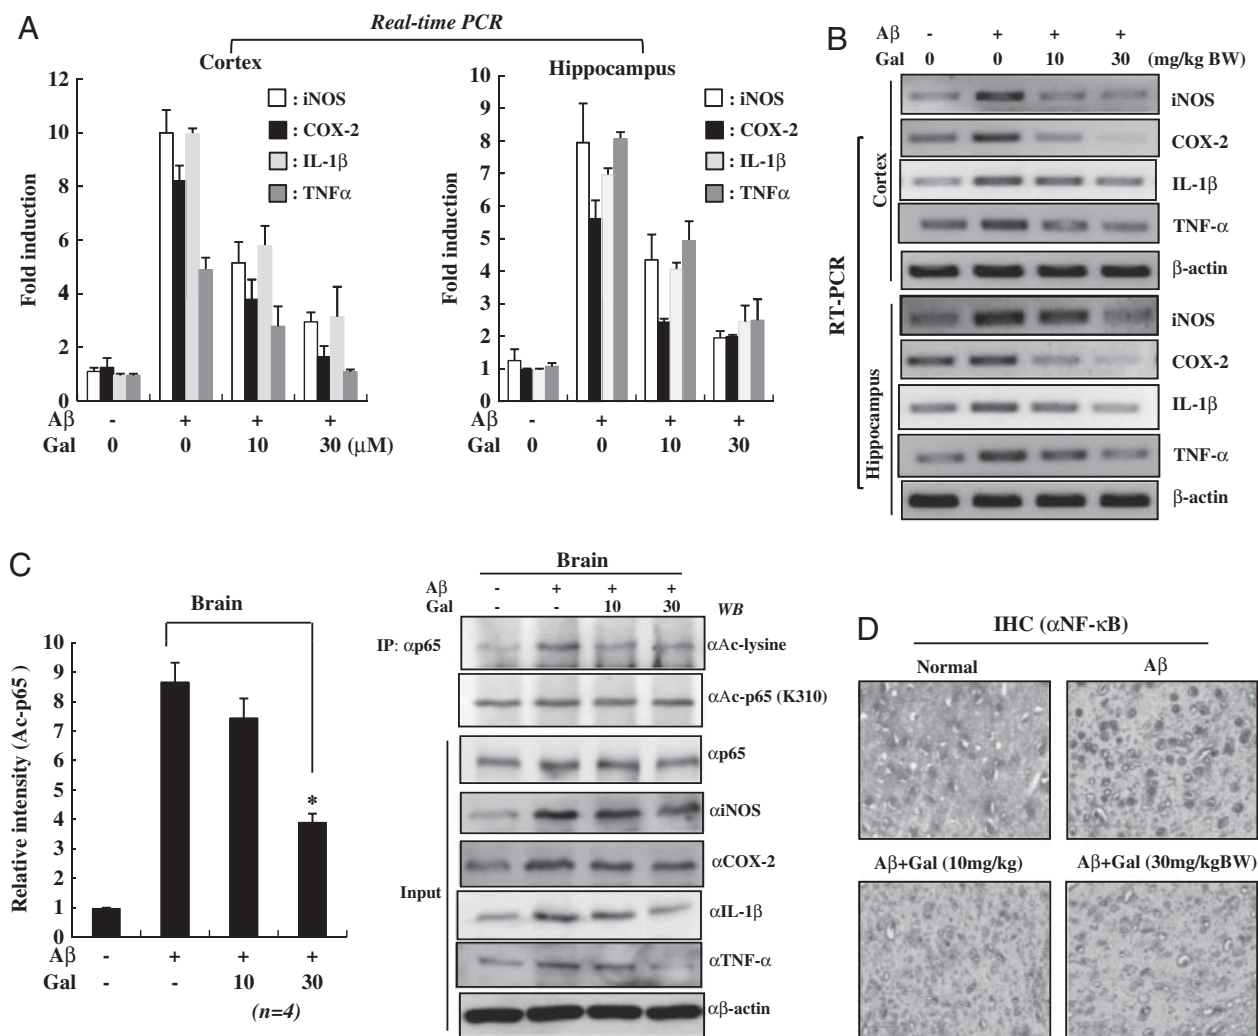 A
Real-time PCR
Cortex
12
10
8
6
4
2
0
Fold induction
: iNOS
: COX-2
: IL-1β
: TNFα
Aβ - + + +
Gal 0 0 10 30 (μM)
Hippocampus
10
9
8
7
6
5
4
3
2
1
0
Fold induction
: iNOS
: COX-2
: IL-1β
: TNFα
Aβ - + + +
Gal 0 0 10 30
B
Aβ - + + +
Gal 0 0 10 30 (mg/kg BW)
RT-PCR
Cortex
iNOS
COX-2
IL-1β
TNF-α
β-actin
Hippocampus
iNOS
COX-2
IL-1β
TNF-α
β-actin
C
Brain
10
9
8
7
6
5
4
3
2
1
0
Relative intensity (Ac-p65)
*
Aβ - + + +
Gal - - 10 30
(n=4)
Brain
Aβ - + + +
Gal - - 10 30 WB
IP: αp65
αAc-lysine
αAc-p65 (K310)
Input
αp65
αiNOS
αCOX-2
αIL-1β
αTNF-α
αβ-actin
D
IHC (αNF-κB)
Normal
Aβ
Aβ+Gal (10mg/kg)
Aβ+Gal (30mg/kgBW)